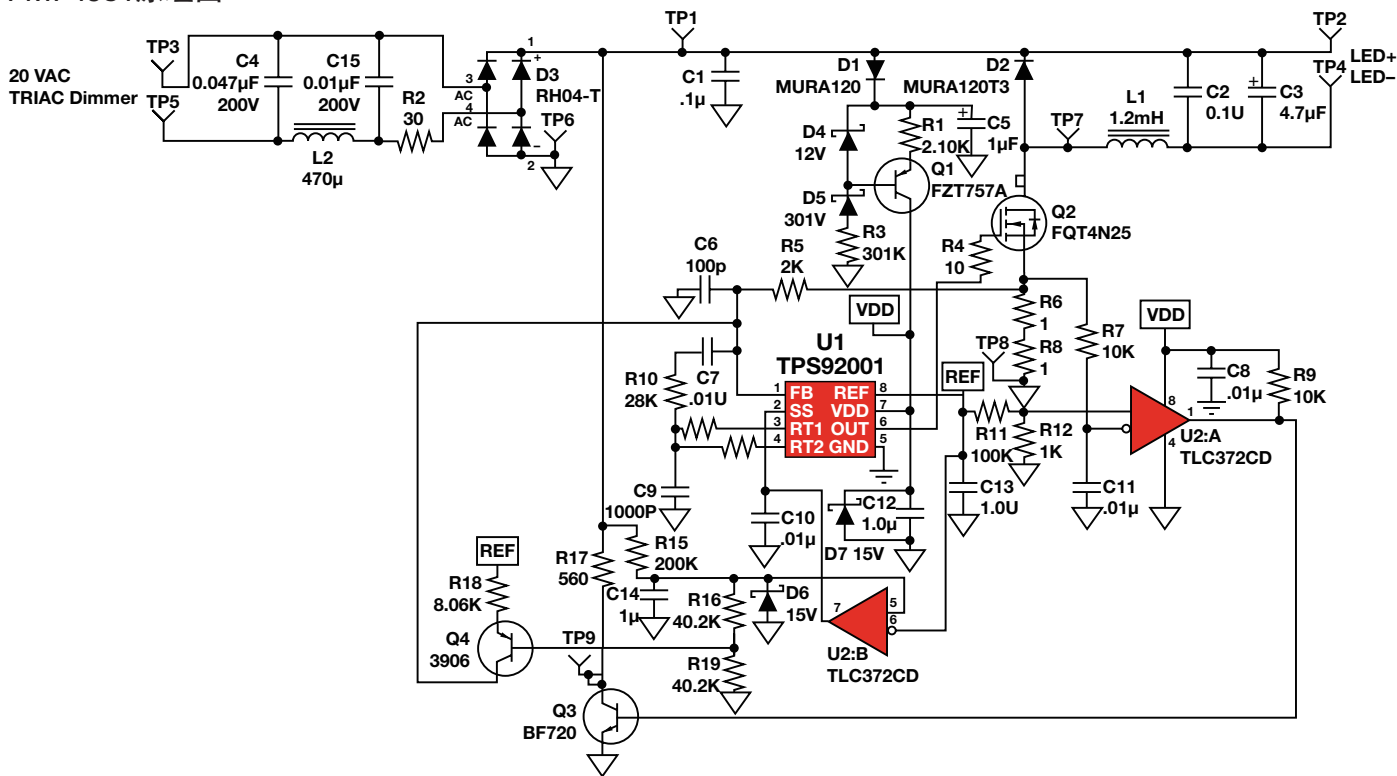 TP1
TP2
TP3
C4
0.047µF
200V
C15
0.01µF
200V
1
+
D3
RH04-T
3
AC
4
AC
TP6
–
2
20 VAC
TRIAC Dimmer
TP5
R2
30
L2
470µ
C1
.1µ
D1
MURA120
D2
MURA120T3
LED+
LED–
TP4
C2
0.1U
C3
+
4.7µF
L1
1.2mH
TP7
D4
12V
R1
2.10K
+
C5
1µF
Q1
FZT757A
D5
301V
R3
301K
Q2
FQT4N25
R4
10
C6
100p
R5
2K
VDD
R6
1
R8
1
TP8
R7
10K
VDD
C8
.01µ
R9
10K
U1
TPS92001
R10
28K
C7
.01U
1 FB REF 8
2 SS VDD 7
3 RT1 OUT 6
4 RT2 GND 5
REF
R11
100K
R12
1K
8
1
4
U2:A
TLC372CD
C9
1000P
C10
.01µ
C12
1.0µ
D7 15V
C13
1.0U
C11
.01µ
REF
R18
8.06K
R17
560
R15
200K
C14
1µ
R16
40.2K
D6
15V
7
5
6
U2:B
TLC372CD
Q4
3906
TP9
R19
40.2K
Q3
BF720